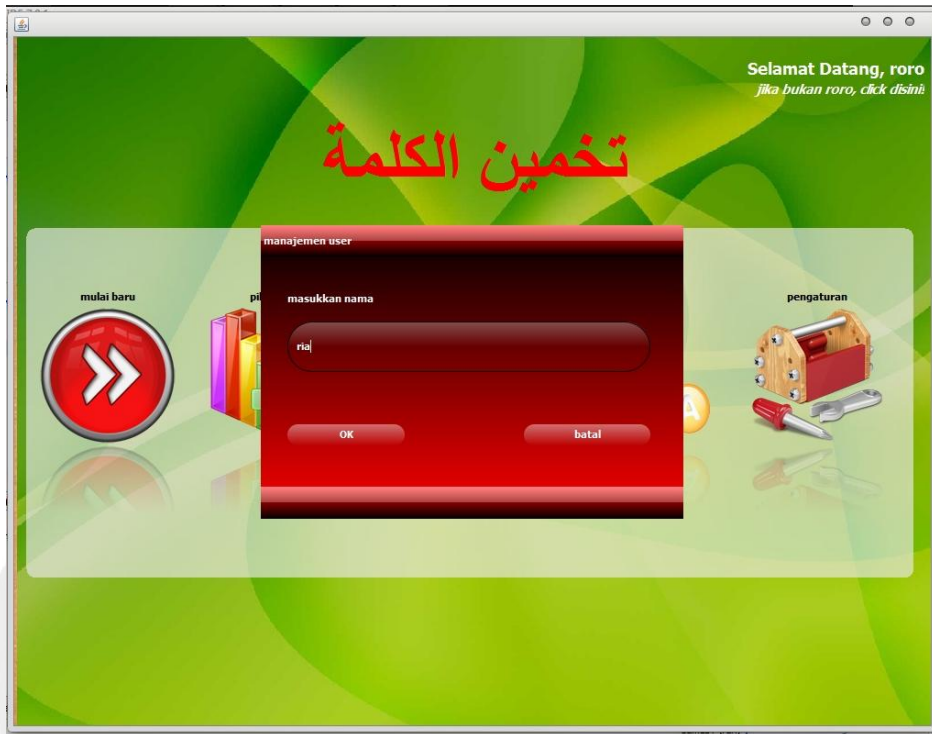 Selamat Datang, roro
jika bukan roro, click disini!
تخمين الكلمة
manajemen user
mulai baru
masukkan nama
pengaturan
ria
OK
batal